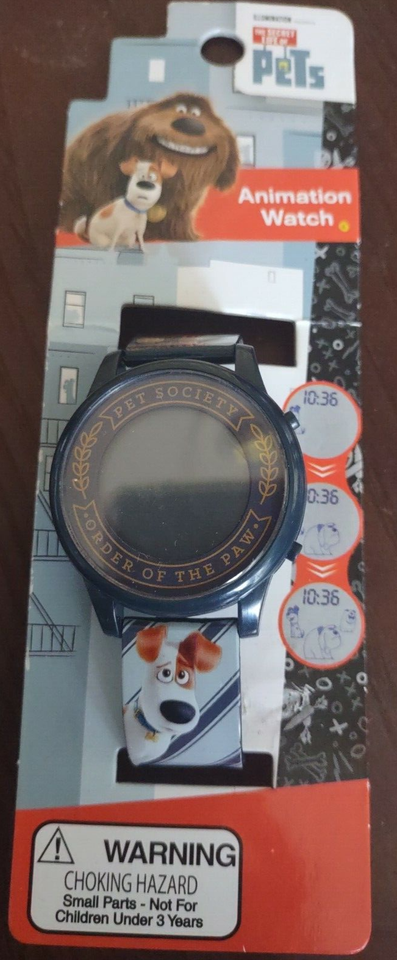 ILLUMINATION
THE SECRET
LIFE OF
PETS
Animation
Watch
PET SOCIETY
ORDER OF THE PAW
10:36
10:36
10:36
WARNING
CHOKING HAZARD
Small Parts - Not For
Children Under 3 Years